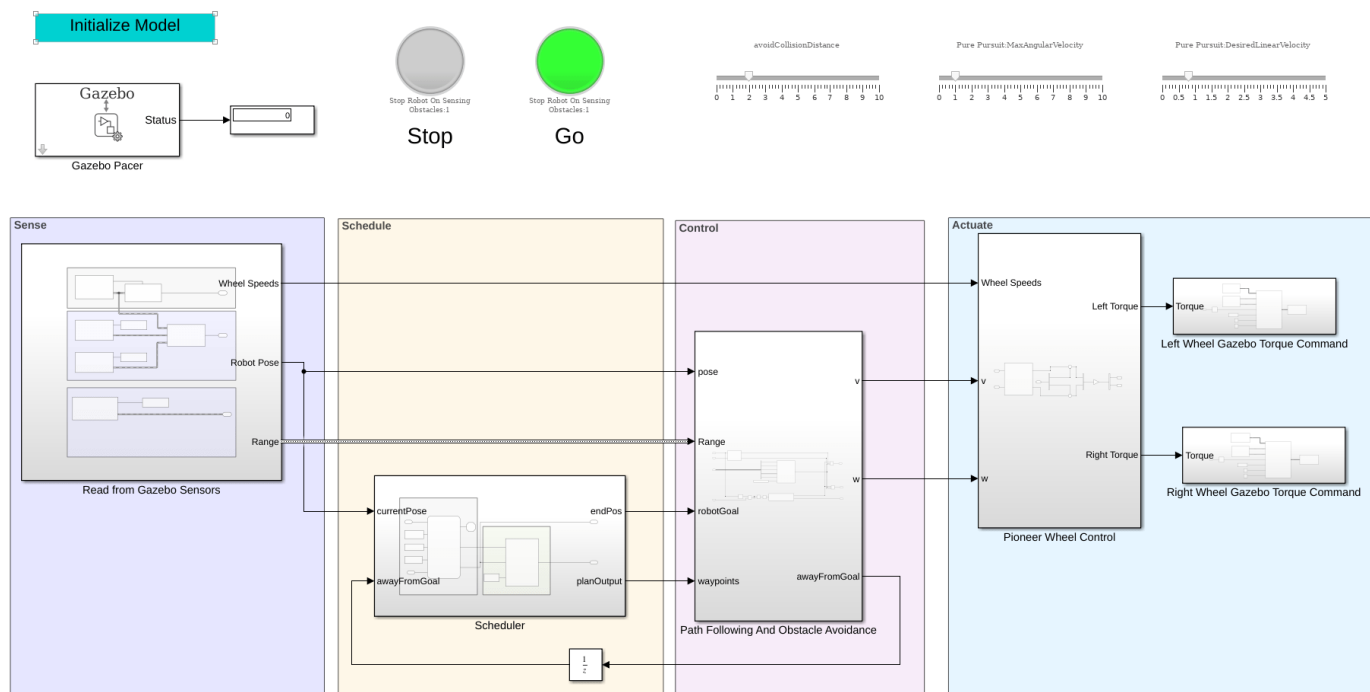 Initialize Model
Gazebo
Status
0
Gazebo Pacer
Stop Robot On Sensing
Obstacles:1
Stop
Stop Robot On Sensing
Obstacles:1
Go
avoidCollisionDistance
0 1 2 3 4 5 6 7 8 9 10
Pure Pursuit:MaxAngularVelocity
0 1 2 3 4 5 6 7 8 9 10
Pure Pursuit:DesiredLinearVelocity
0 0.5 1 1.5 2 2.5 3 3.5 4 4.5 5
Sense
Wheel Speeds
Robot Pose
Range
Read from Gazebo Sensors
Schedule
currentPose
awayFromGoal
endPos
planOutput
Scheduler
1
z
Control
pose
Range
robotGoal
waypoints
v
w
awayFromGoal
Path Following And Obstacle Avoidance
Actuate
Wheel Speeds
v
w
Left Torque
Right Torque
Pioneer Wheel Control
Torque
Left Wheel Gazebo Torque Command
Torque
Right Wheel Gazebo Torque Command